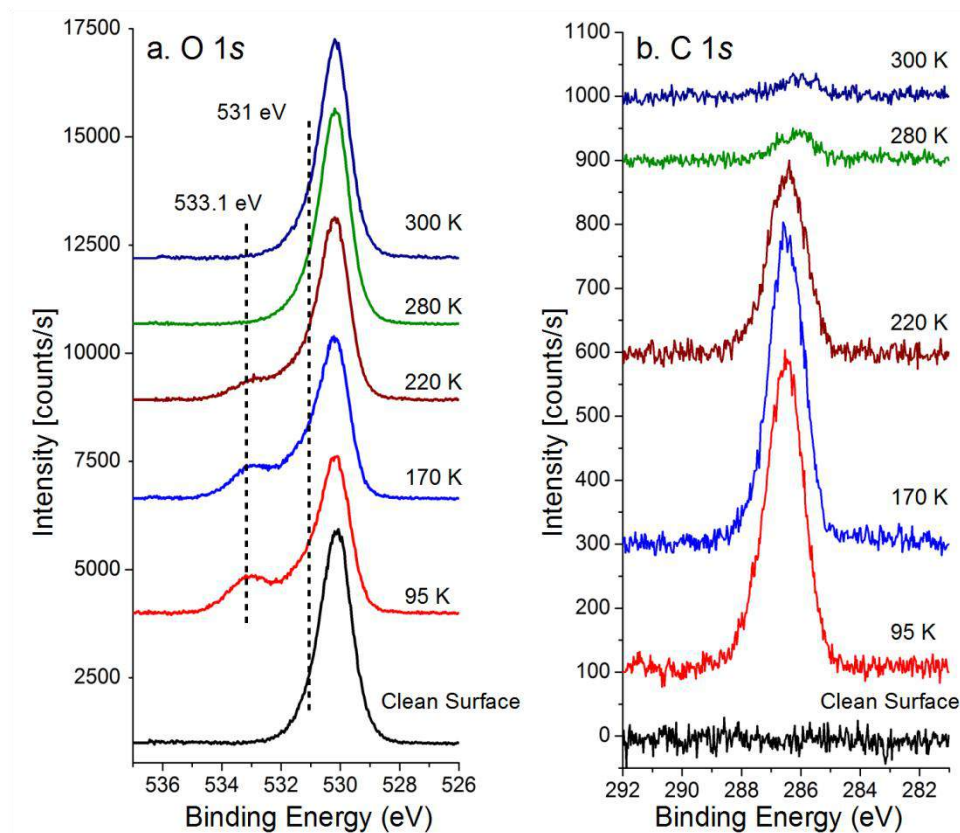 a. O 1s
Intensity [counts/s]
17500
15000
12500
10000
7500
5000
2500
531 eV
533.1 eV
300 K
280 K
220 K
170 K
95 K
Clean Surface
536 534 532 530 528 526
Binding Energy (eV)
b. C 1s
Intensity [counts/s]
1100
1000
900
800
700
600
500
400
300
200
100
0
300 K
280 K
220 K
170 K
95 K
Clean Surface
292 290 288 286 284 282
Binding Energy (eV)